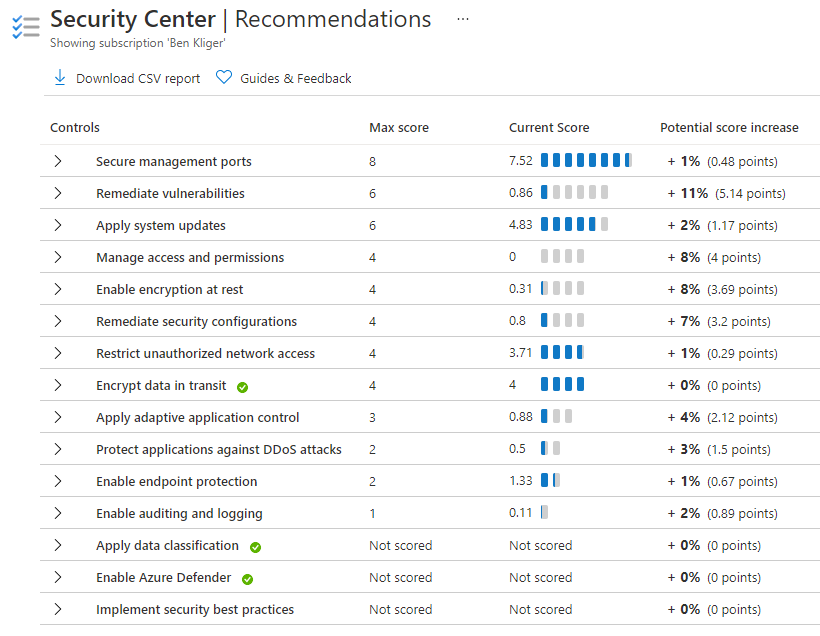 Security Center | Recommendations ...
Showing subscription 'Ben Kliger'
Download CSV report Guides & Feedback
Controls Max score Current Score Potential score increase
Secure management ports 8 7.52 + 1% (0.48 points)
Remediate vulnerabilities 6 0.86 + 11% (5.14 points)
Apply system updates 6 4.83 + 2% (1.17 points)
Manage access and permissions 4 0 + 8% (4 points)
Enable encryption at rest 4 0.31 + 8% (3.69 points)
Remediate security configurations 4 0.8 + 7% (3.2 points)
Restrict unauthorized network access 4 3.71 + 1% (0.29 points)
Encrypt data in transit 4 4 + 0% (0 points)
Apply adaptive application control 3 0.88 + 4% (2.12 points)
Protect applications against DDoS attacks 2 0.5 + 3% (1.5 points)
Enable endpoint protection 2 1.33 + 1% (0.67 points)
Enable auditing and logging 1 0.11 + 2% (0.89 points)
Apply data classification Not scored Not scored + 0% (0 points)
Enable Azure Defender Not scored Not scored + 0% (0 points)
Implement security best practices Not scored Not scored + 0% (0 points)